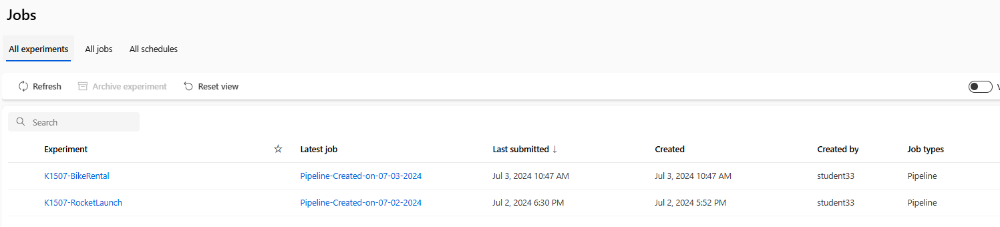 Jobs
All experiments All jobs All schedules
Refresh Archive experiment Reset view
Search
Experiment Latest job Last submitted ↓ Created Created by Job types
K1507-BikeRental Pipeline-Created-on-07-03-2024 Jul 3, 2024 10:47 AM Jul 3, 2024 10:47 AM student33 Pipeline
K1507-RocketLaunch Pipeline-Created-on-07-02-2024 Jul 2, 2024 6:30 PM Jul 2, 2024 5:52 PM student33 Pipeline